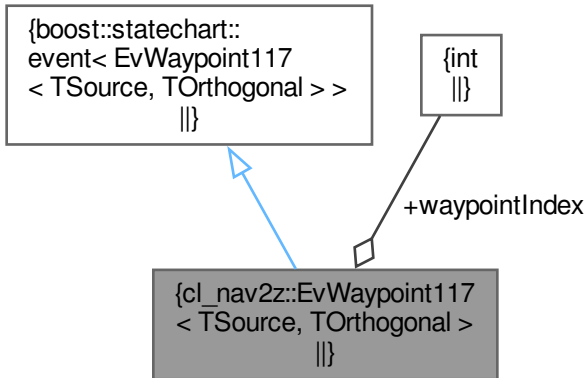 {boost::statechart::
event< EvWaypoint117
< TSource, TOrthogonal > >
||}
{int
||}
+waypointIndex
{cl_nav2z::EvWaypoint117
< TSource, TOrthogonal >
||}